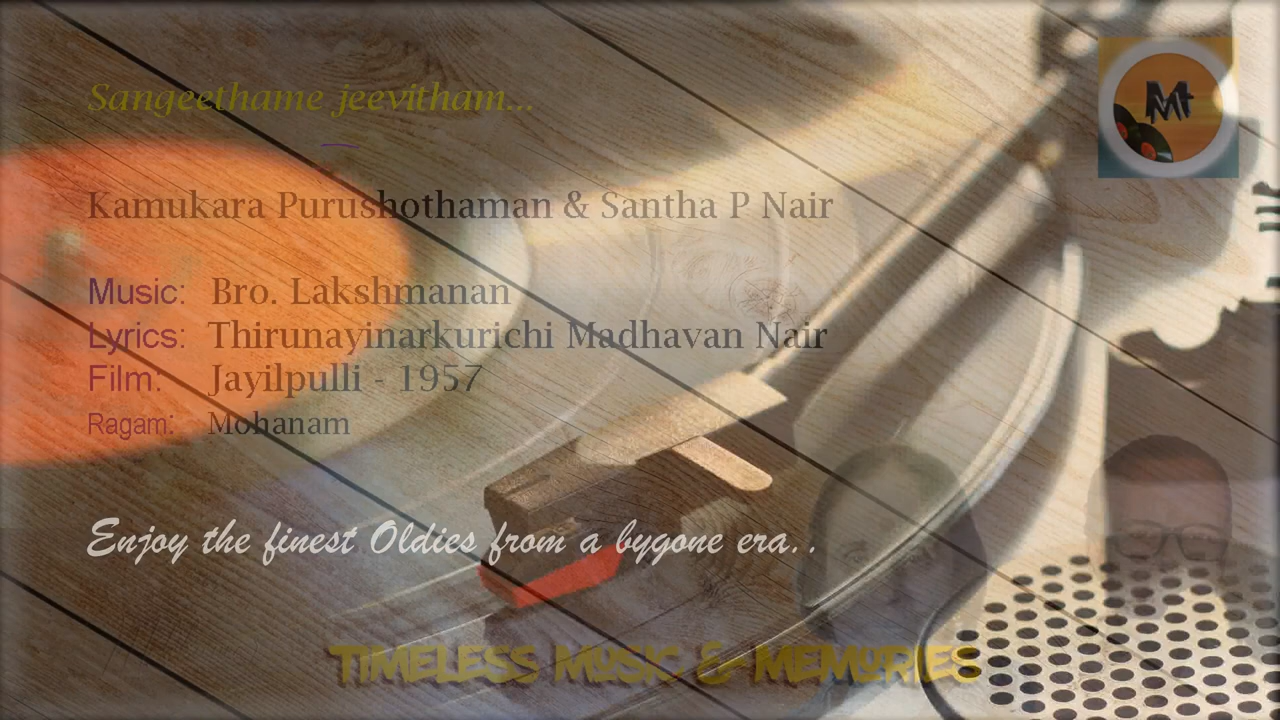 Sangeethame jeevitham...
Kamukara Purushothaman & Santha P Nair
Music: Bro. Lakshmanan
Lyrics: Thirunayinarkurichi Madhavan Nair
Film: Jayilpulli - 1957
Ragam: Mohanam
Enjoy the finest Oldies from a bygone era..
TIMELESS MUSIC & MEMORIES